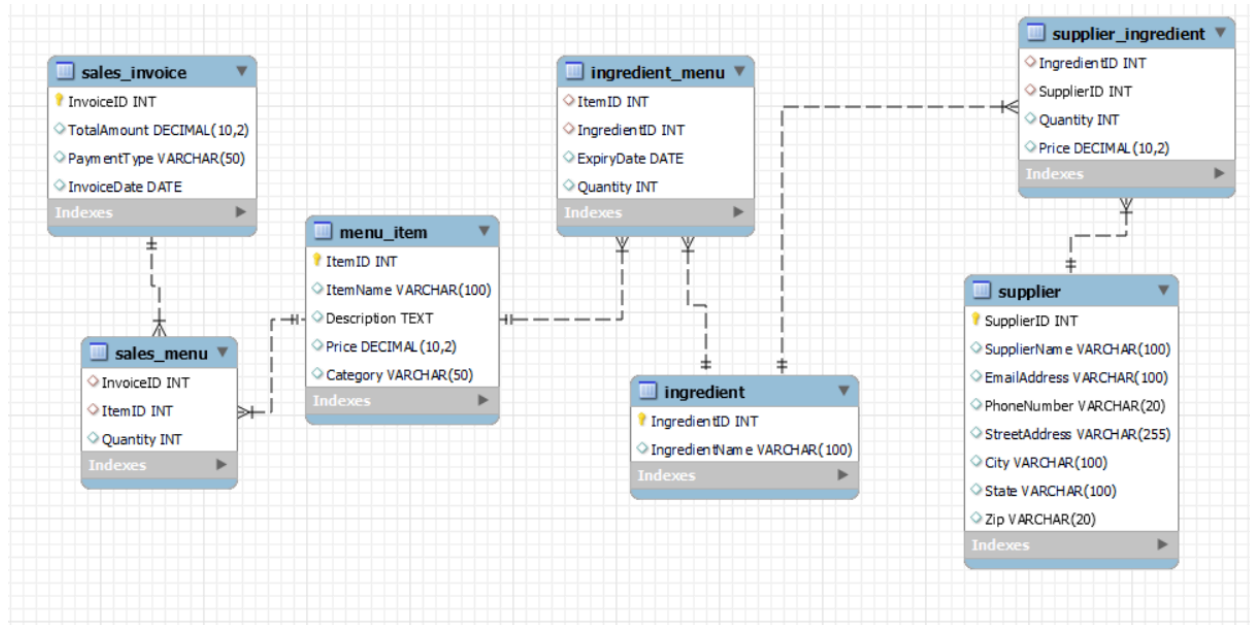 sales_invoice
InvoiceID INT
TotalAmount DECIMAL(10,2)
PaymentType VARCHAR(50)
InvoiceDate DATE
Indexes
sales_menu
InvoiceID INT
ItemID INT
Quantity INT
Indexes
menu_item
ItemID INT
ItemName VARCHAR(100)
Description TEXT
Price DECIMAL(10,2)
Category VARCHAR(50)
Indexes
ingredient_menu
ItemID INT
IngredientID INT
ExpiryDate DATE
Quantity INT
Indexes
ingredient
IngredientID INT
IngredientName VARCHAR(100)
Indexes
supplier_ingredient
IngredientID INT
SupplierID INT
Quantity INT
Price DECIMAL(10,2)
Indexes
supplier
SupplierID INT
SupplierName VARCHAR(100)
EmailAddress VARCHAR(100)
PhoneNumber VARCHAR(20)
StreetAddress VARCHAR(255)
City VARCHAR(100)
State VARCHAR(100)
Zip VARCHAR(20)
Indexes